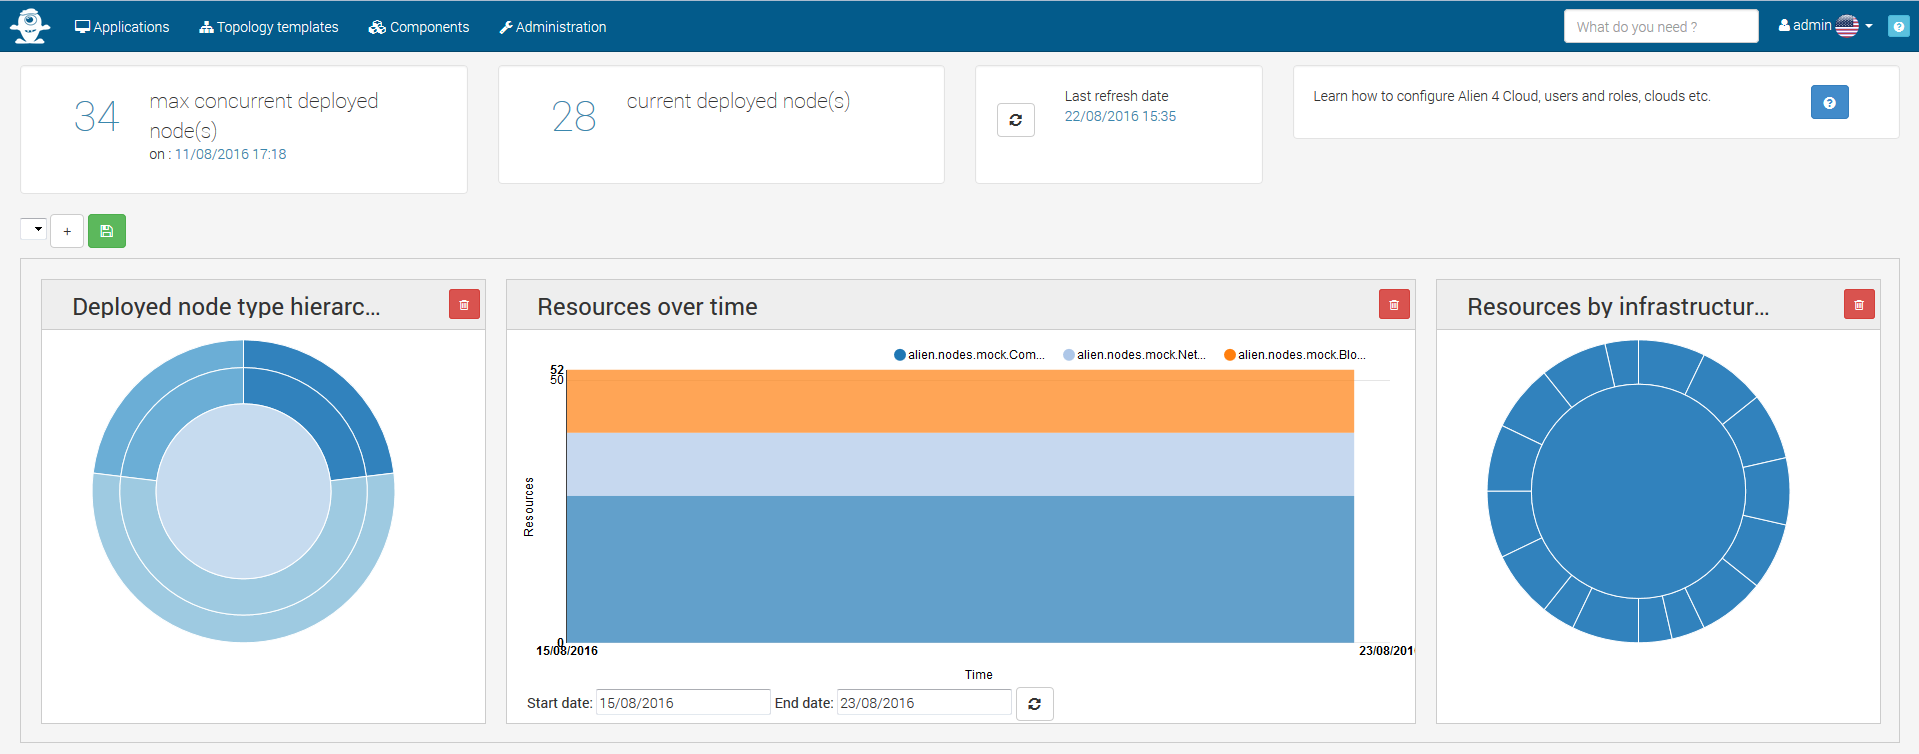 Applications Topology templates Components Administration What do you need ? admin
34 max concurrent deployed
node(s)
on : 11/08/2016 17:18
28 current deployed node(s)
Last refresh date
22/08/2016 15:35
Learn how to configure Alien 4 Cloud, users and roles, clouds etc.
+
Deployed node type hierarc...
Resources over time
alien.nodes.mock.Com... alien.nodes.mock.Net... alien.nodes.mock.Blo...
52
50
Resources
0
15/08/2016 23/08/201
Time
Start date: 15/08/2016 End date: 23/08/2016
Resources by infrastructur...